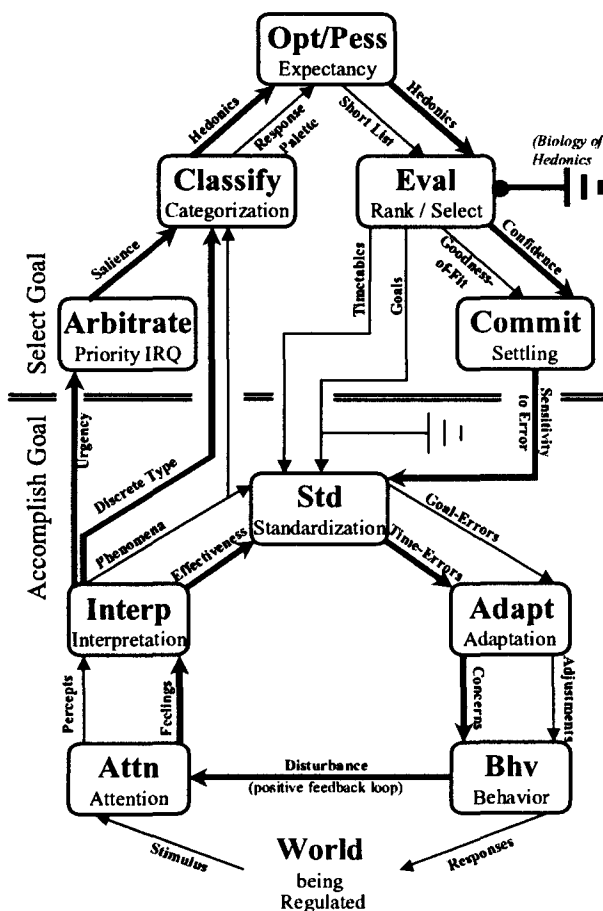 Opt/Pess
Expectancy
Hedonics
Response
Palette
Short List
Hedonics
(Biology of
Hedonics
Classify
Categorization
Eval
Rank / Select
Salience
Timetables
Goals
Goodness-
of-Fit
Confidence
Select Goal
Arbitrate
Priority IRQ
Commit
Settling
Accomplish Goal
Urgency
Discrete Type
Sensitivity
to Error
Phenomena
Effectiveness
Std
Standardization
Goal-Errors
Time-Errors
Interp
Interpretation
Adapt
Adaptation
Percepts
Feelings
Concerns
Adjustments
Attn
Attention
Disturbance
(positive feedback loop)
Bhv
Behavior
Stimulus
World
being
Regulated
Responses